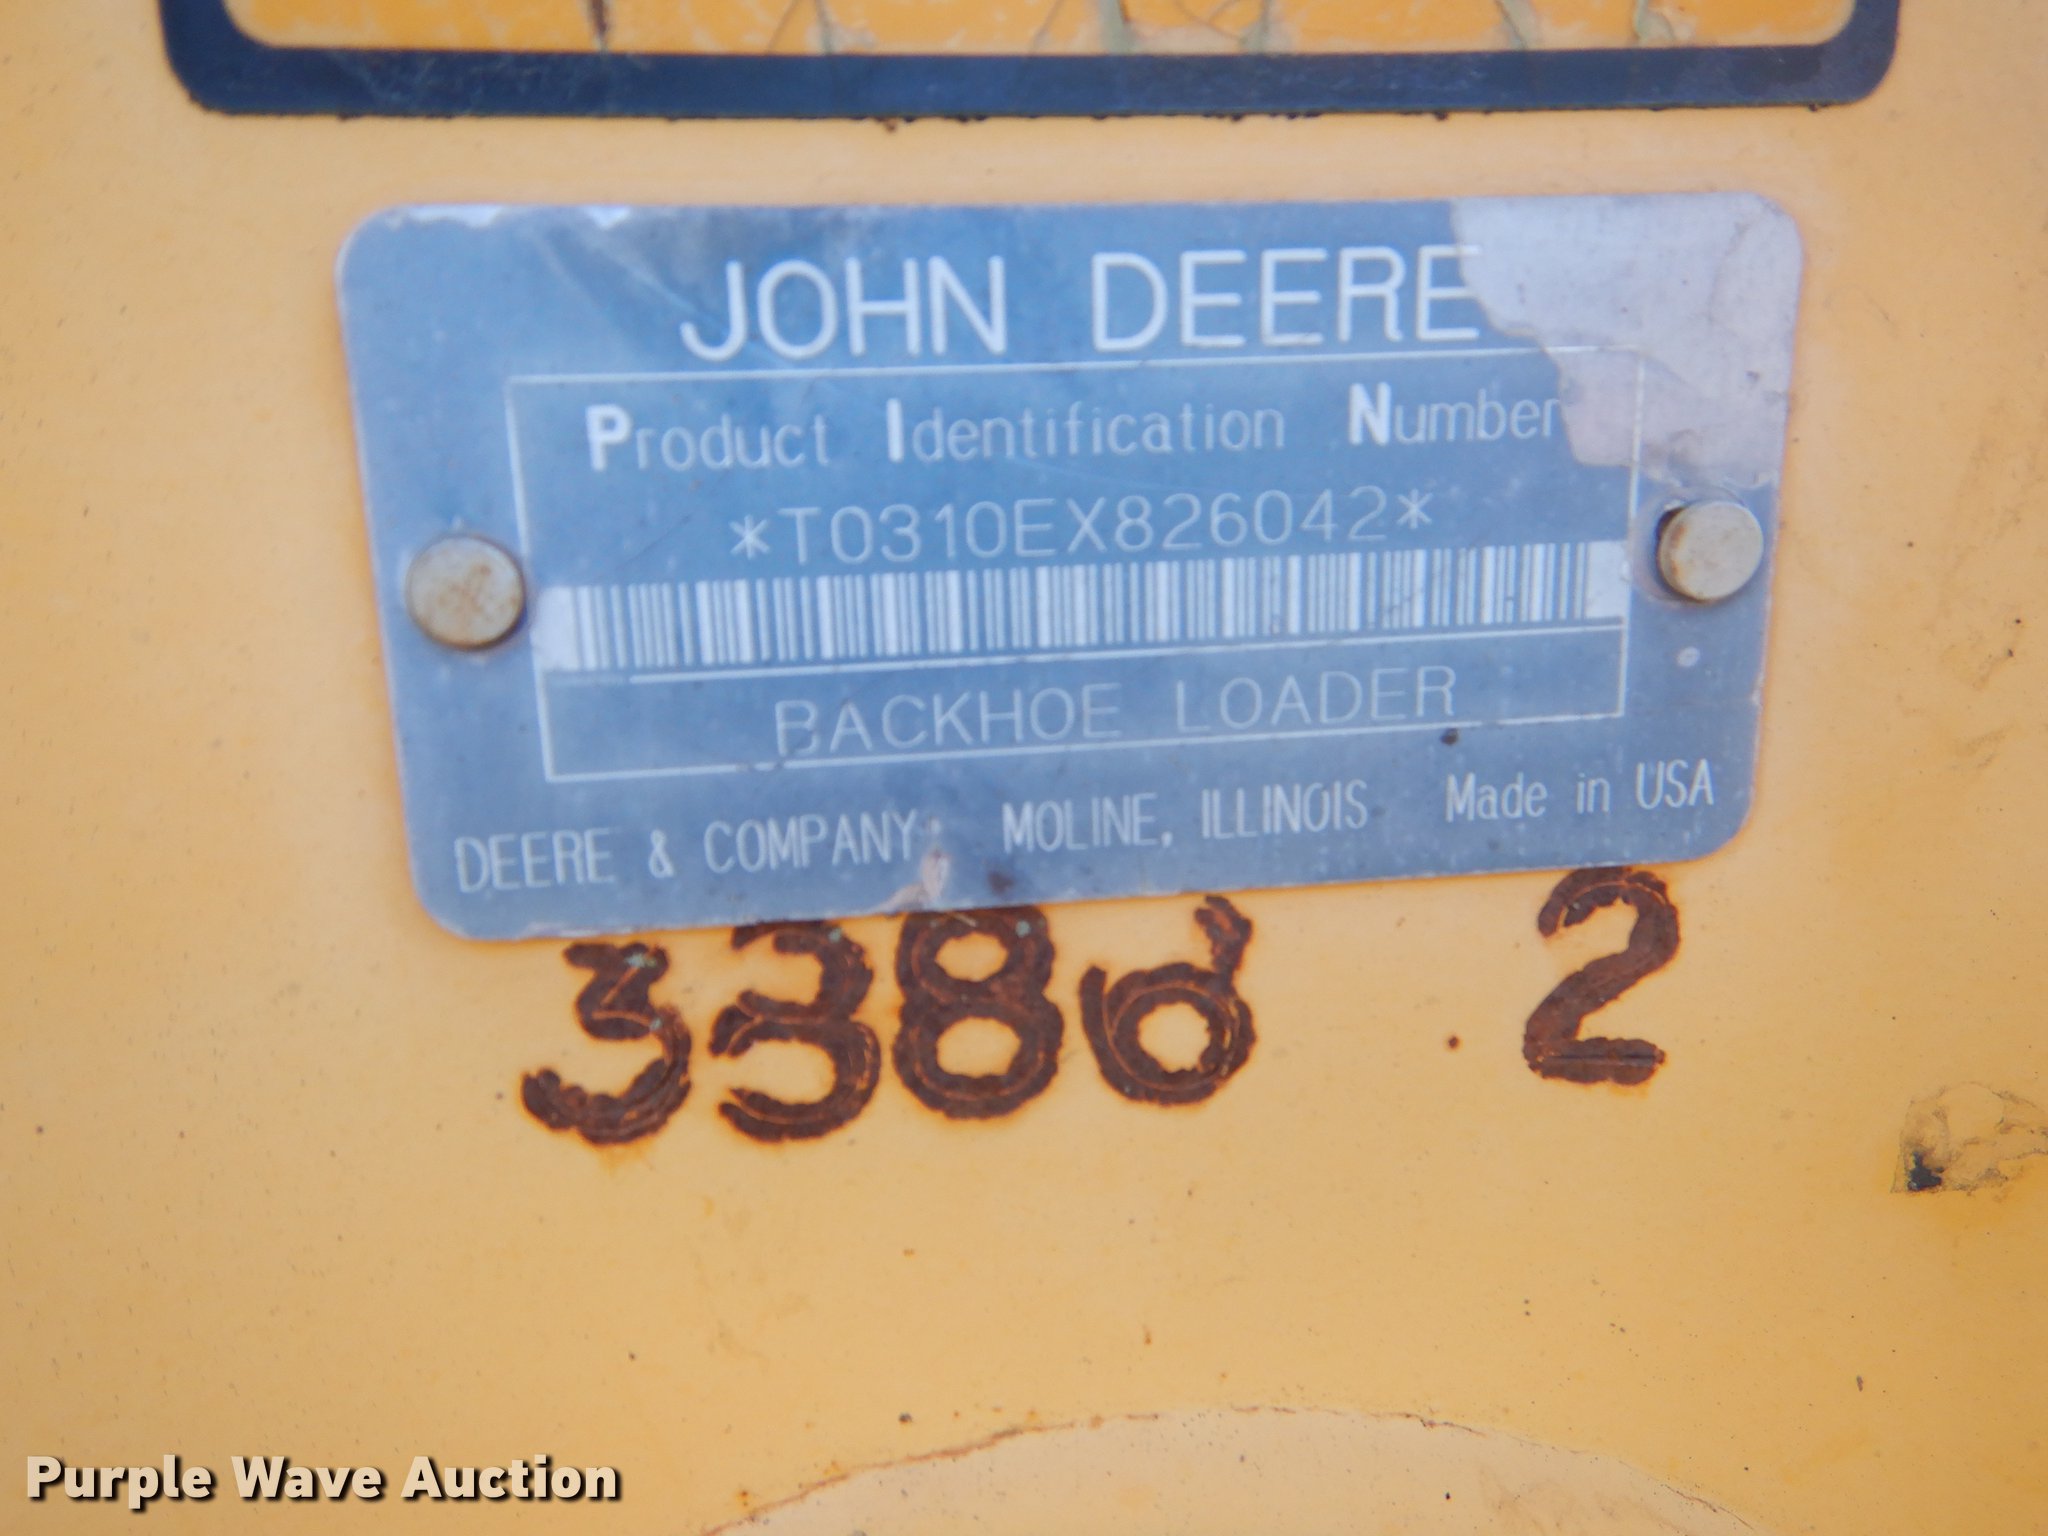 JOHN DEERE
Product Identification Number
*T0310EX826042*
BACKHOE LOADER
DEERE & COMPANY MOLINE, ILLINOIS Made in USA
3386 2
Purple Wave Auction